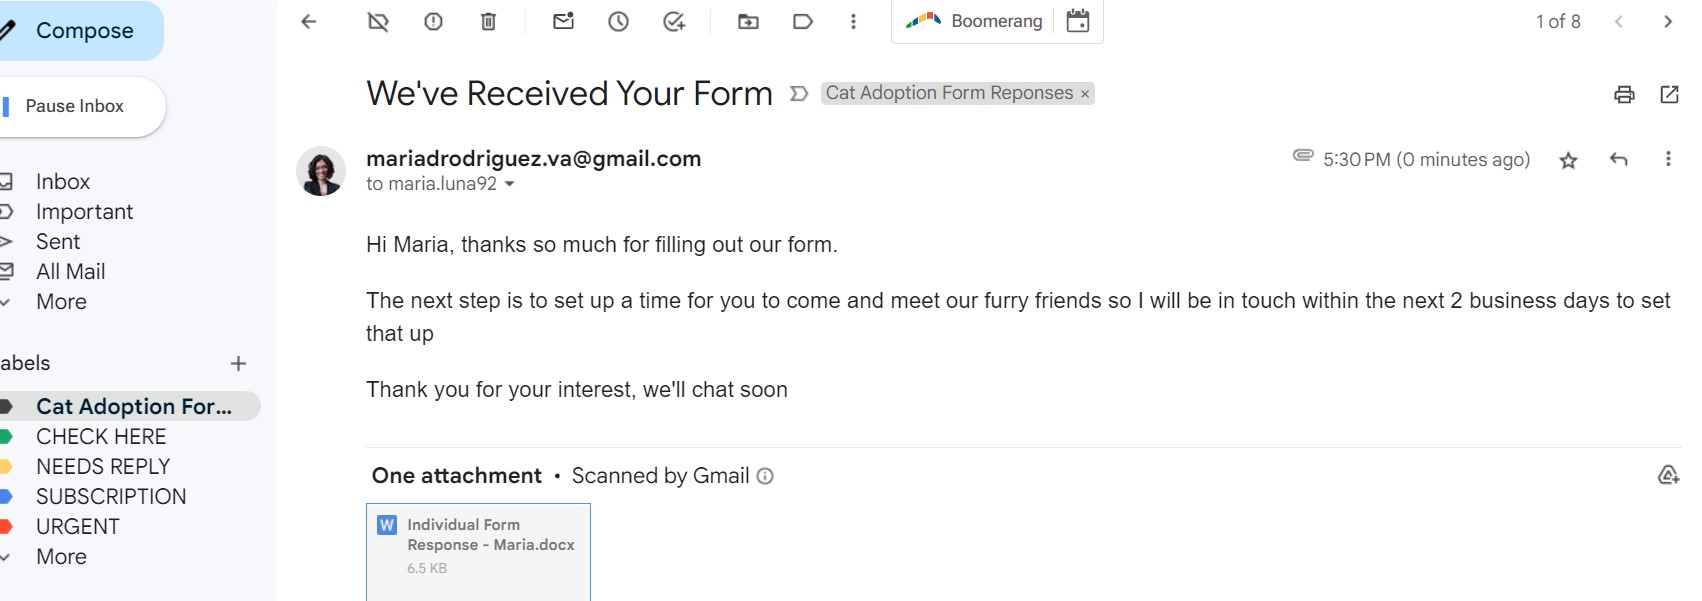 Compose
Pause Inbox
Inbox
Important
Sent
All Mail
More
abels
Cat Adoption For...
CHECK HERE
NEEDS REPLY
SUBSCRIPTION
URGENT
More
Boomerang
1 of 8
We've Received Your Form
Cat Adoption Form Reponses ×
mariadrodriguez.va@gmail.com
5:30 PM (0 minutes ago)
to maria.luna92
Hi Maria, thanks so much for filling out our form.
The next step is to set up a time for you to come and meet our furry friends so I will be in touch within the next 2 business days to set
that up
Thank you for your interest, we'll chat soon
One attachment • Scanned by Gmail
W Individual Form
Response - Maria.docx
6.5 KB